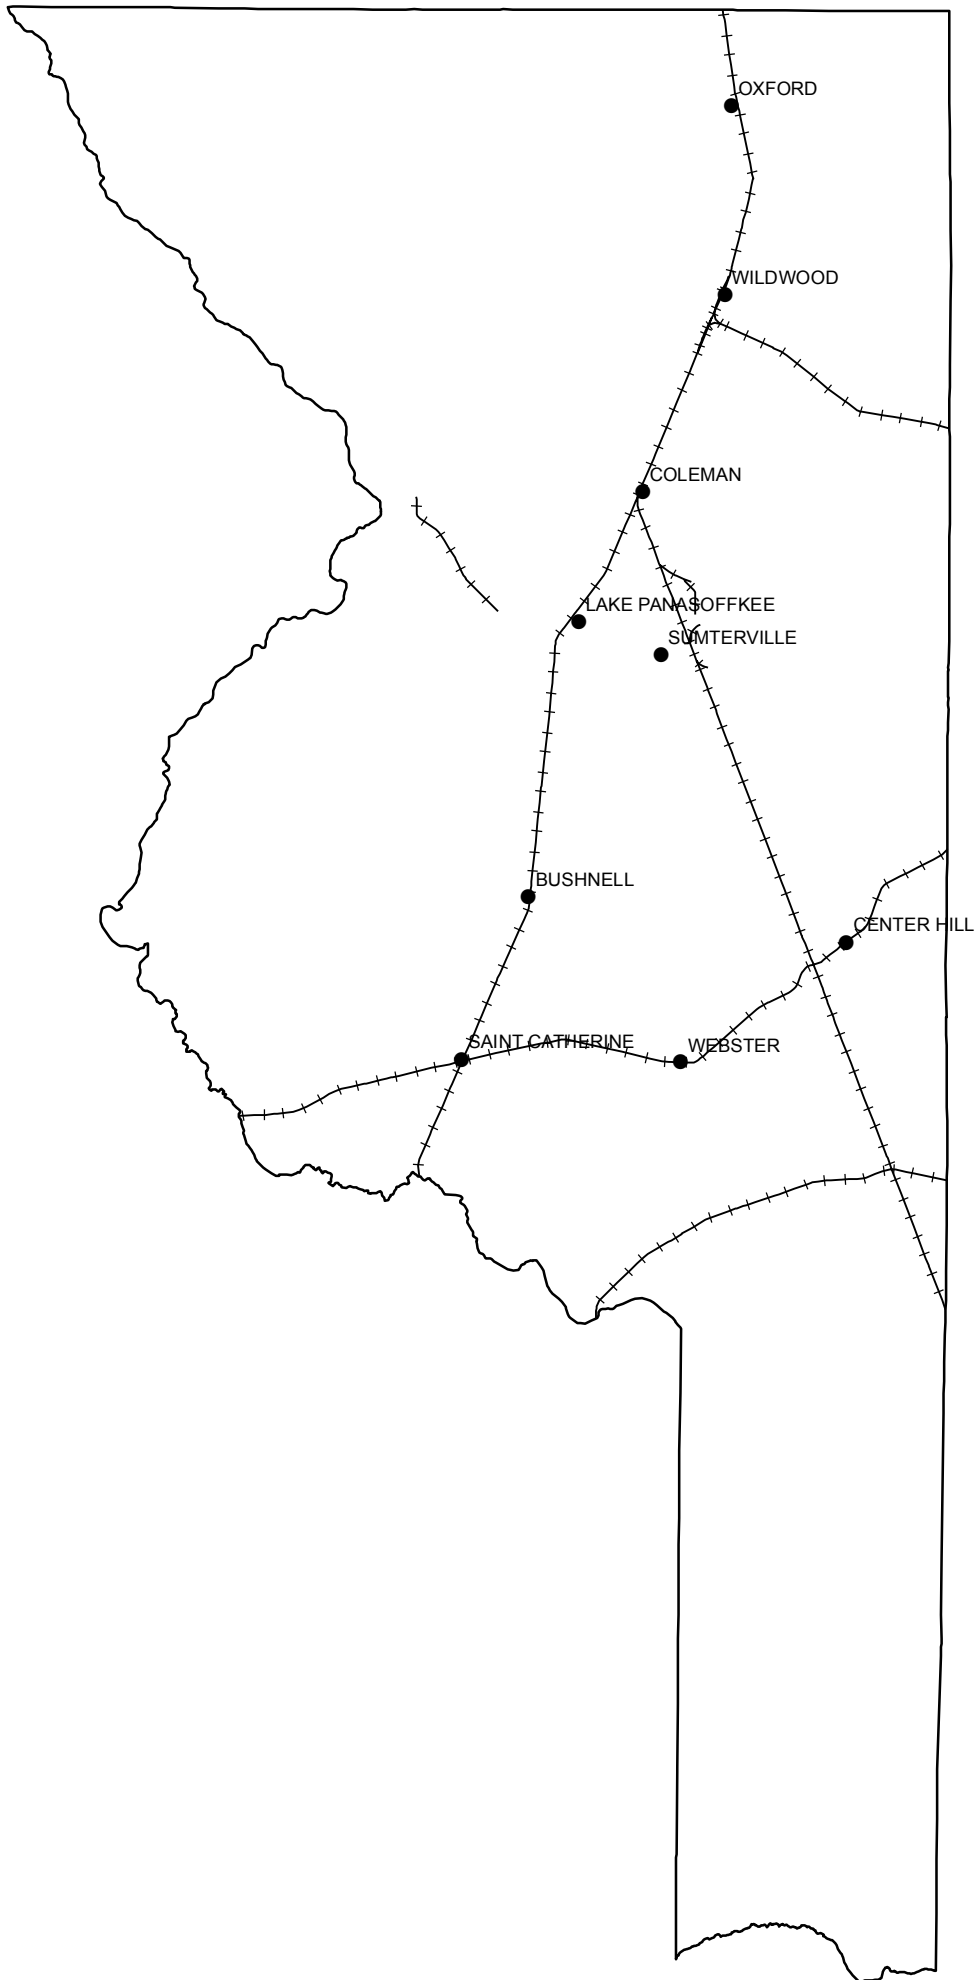 OXFORD
WILDWOOD
COLEMAN
LAKE PANASOFFKEE
SUMTERVILLE
BUSHNELL
CENTER HILL
SAINT CATHERINE
WEBSTER